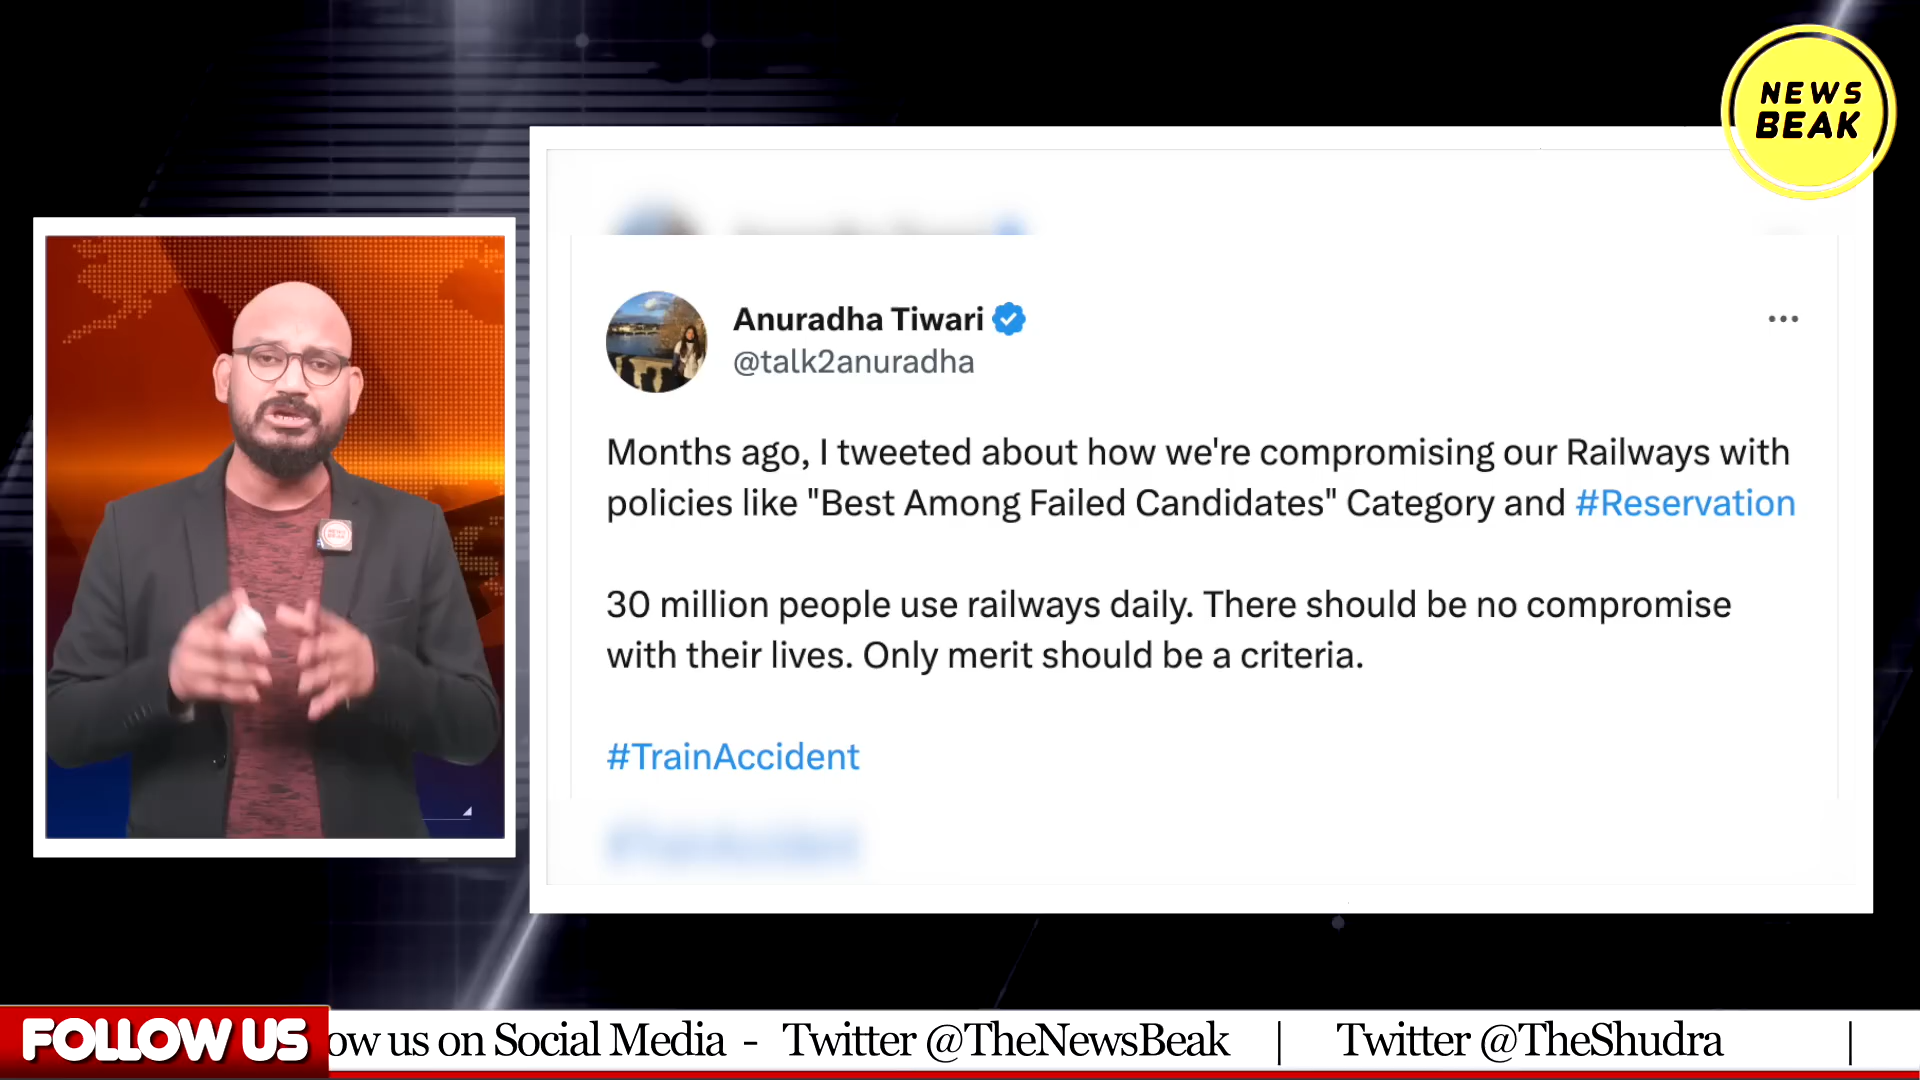 NEWS
BEAK
Anuradha Tiwari
@talk2anuradha
Months ago, I tweeted about how we're compromising our Railways with
policies like "Best Among Failed Candidates" Category and #Reservation
30 million people use railways daily. There should be no compromise
with their lives. Only merit should be a criteria.
#TrainAccident
NEWS
BEAK
FOLLOW US
ow us on Social Media - Twitter @TheNewsBeak | Twitter @TheShudra |